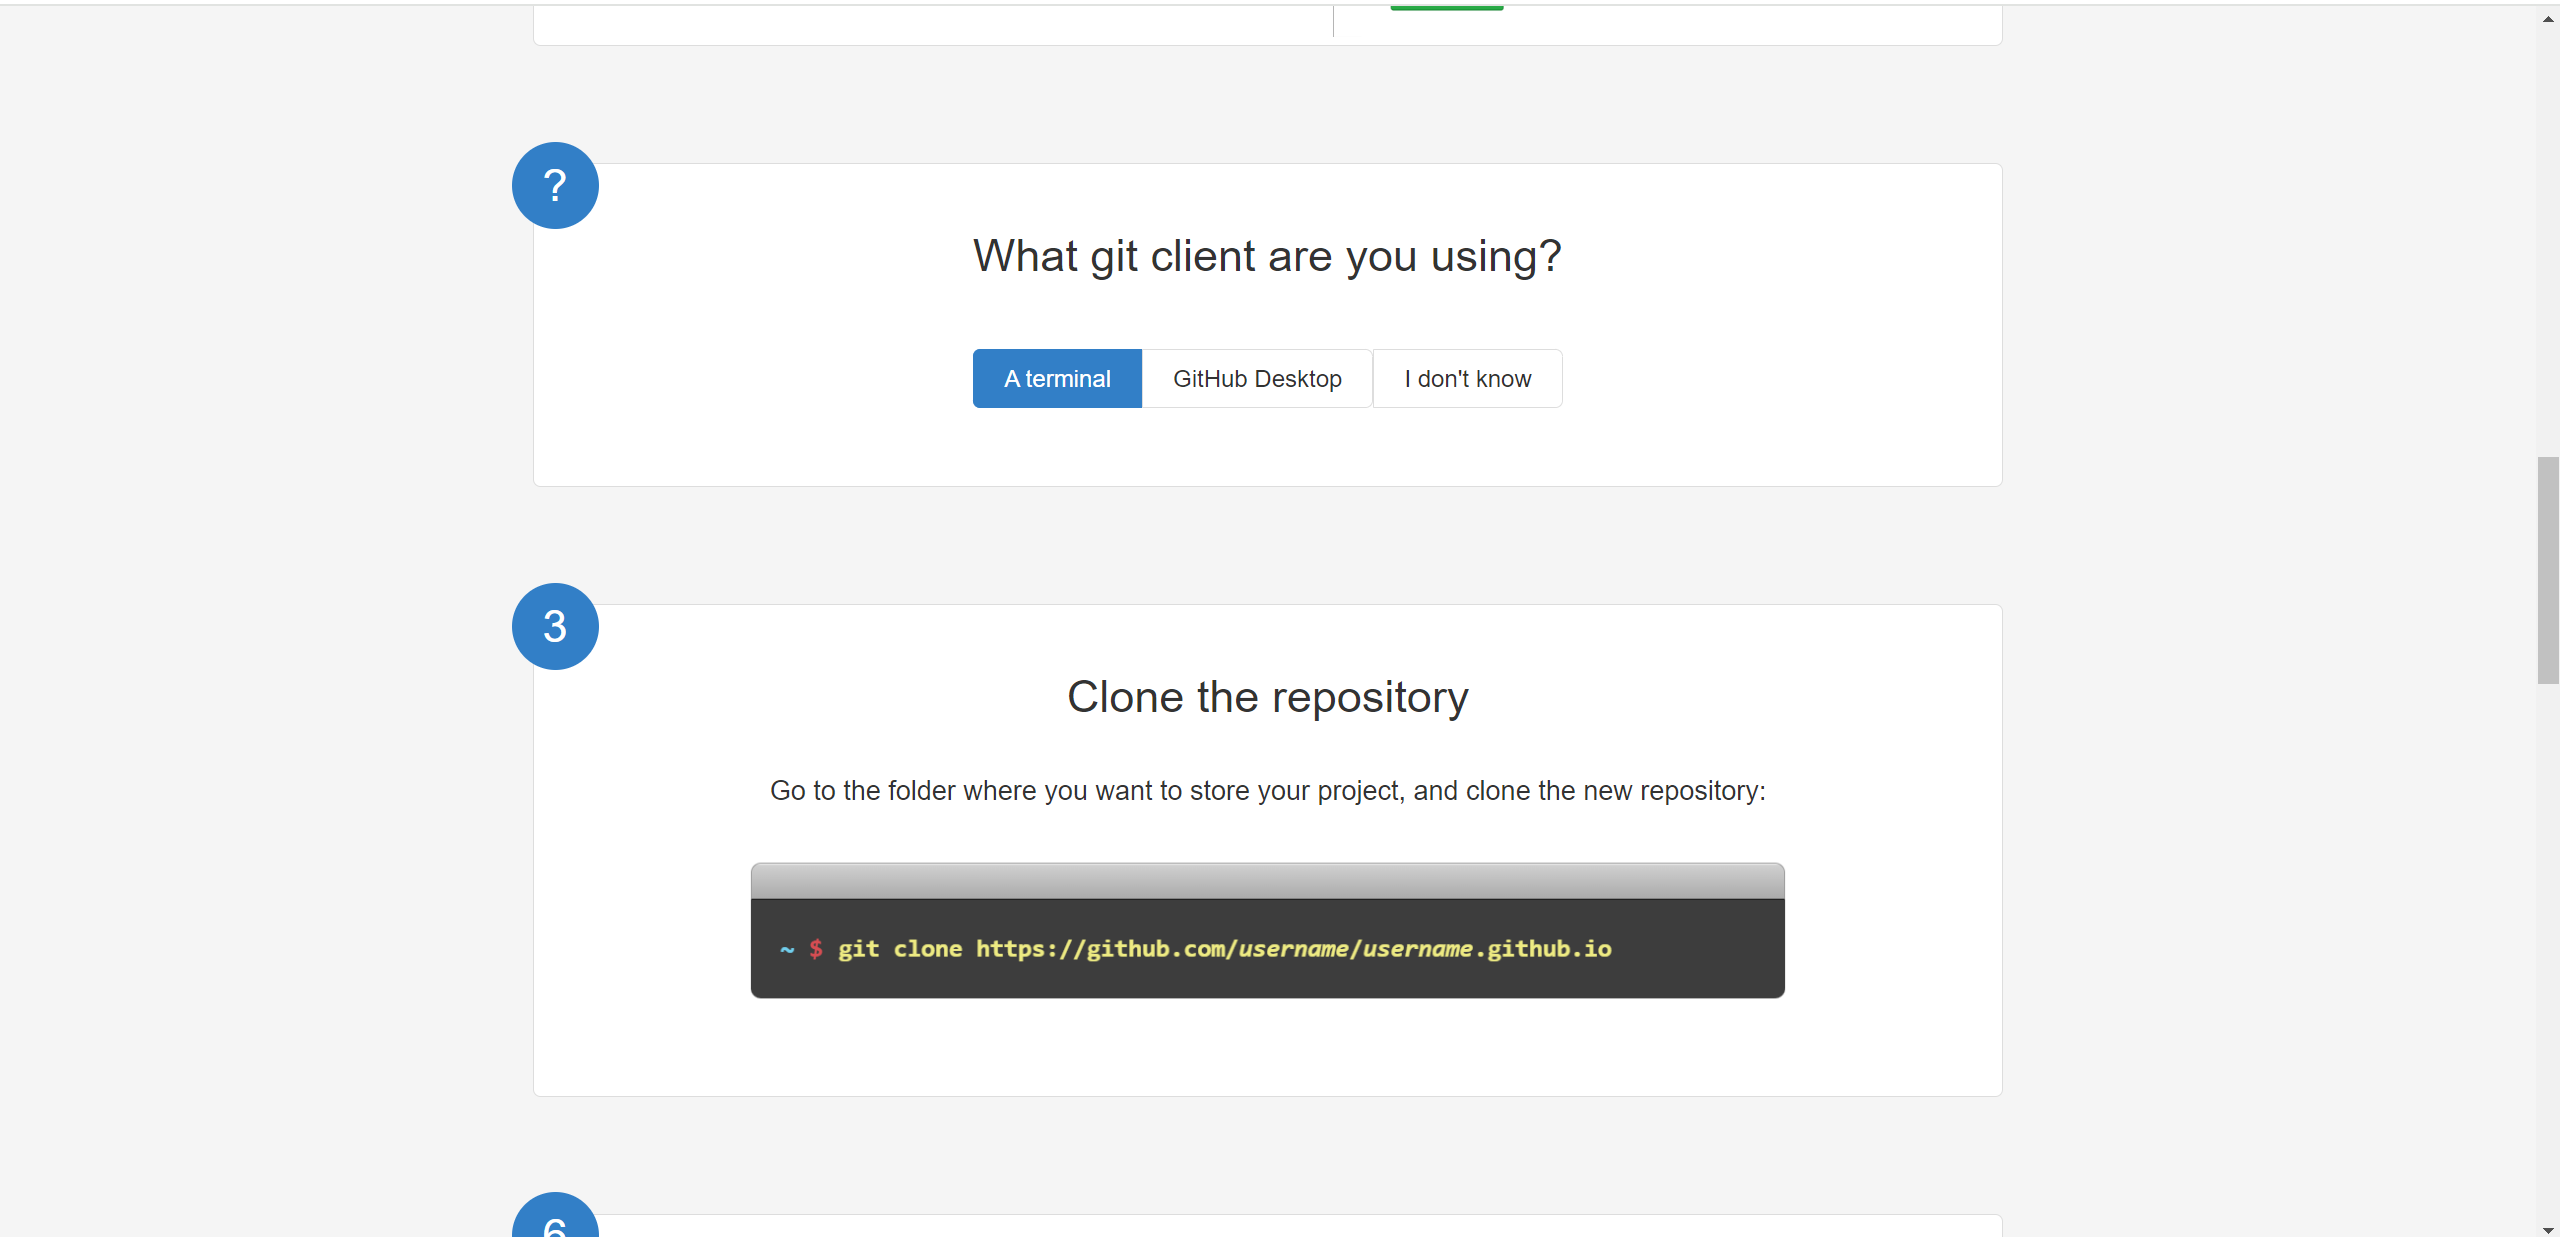 ?
What git client are you using?
A terminal GitHub Desktop I don't know
3
Clone the repository
Go to the folder where you want to store your project, and clone the new repository:
~ $ git clone https://github.com/username/username.github.io
6